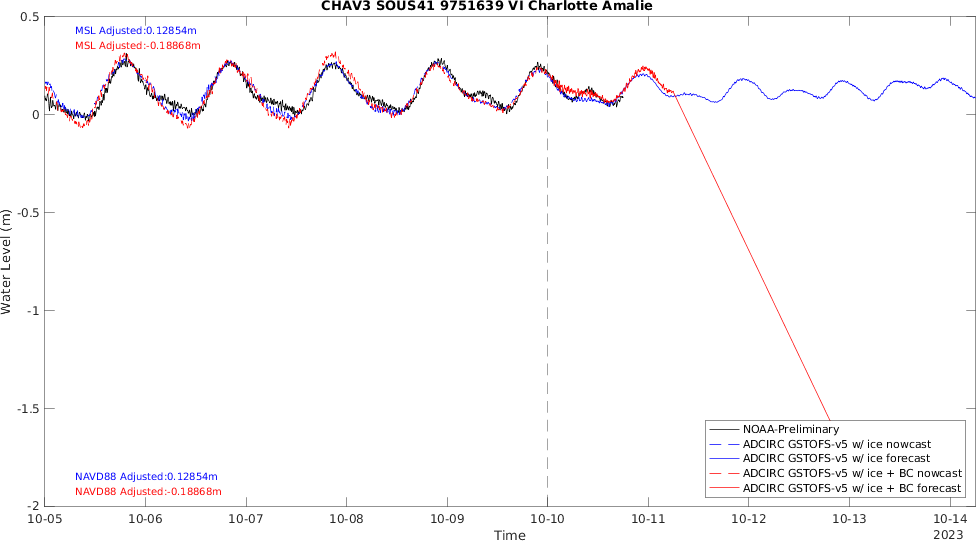 CHAV3 SOUS41 9751639 VI Charlotte Amalie
MSL Adjusted:0.12854m
MSL Adjusted:-0.18868m
NAVD88 Adjusted:0.12854m
NAVD88 Adjusted:-0.18868m
Water Level (m)
0.5
0
-0.5
-1
-1.5
-2
NOAA-Preliminary
ADCIRC GSTOFS-v5 w/ ice nowcast
ADCIRC GSTOFS-v5 w/ ice forecast
ADCIRC GSTOFS-v5 w/ ice + BC nowcast
ADCIRC GSTOFS-v5 w/ ice + BC forecast
10-05 10-06 10-07 10-08 10-09 10-10 10-11 10-12 10-13 10-14
Time
2023